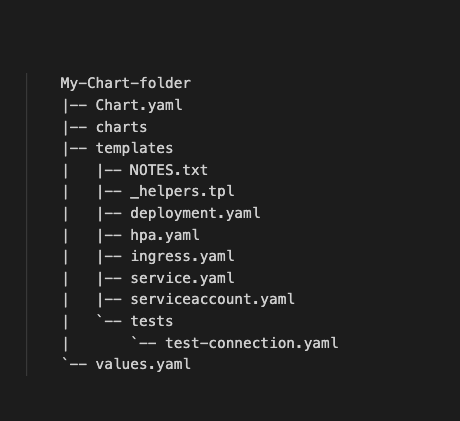 My-Chart-folder
|-- Chart.yaml
|-- charts
|-- templates
|   |-- NOTES.txt
|   |-- _helpers.tpl
|   |-- deployment.yaml
|   |-- hpa.yaml
|   |-- ingress.yaml
|   |-- service.yaml
|   |-- serviceaccount.yaml
|   `-- tests
|       `-- test-connection.yaml
`-- values.yaml